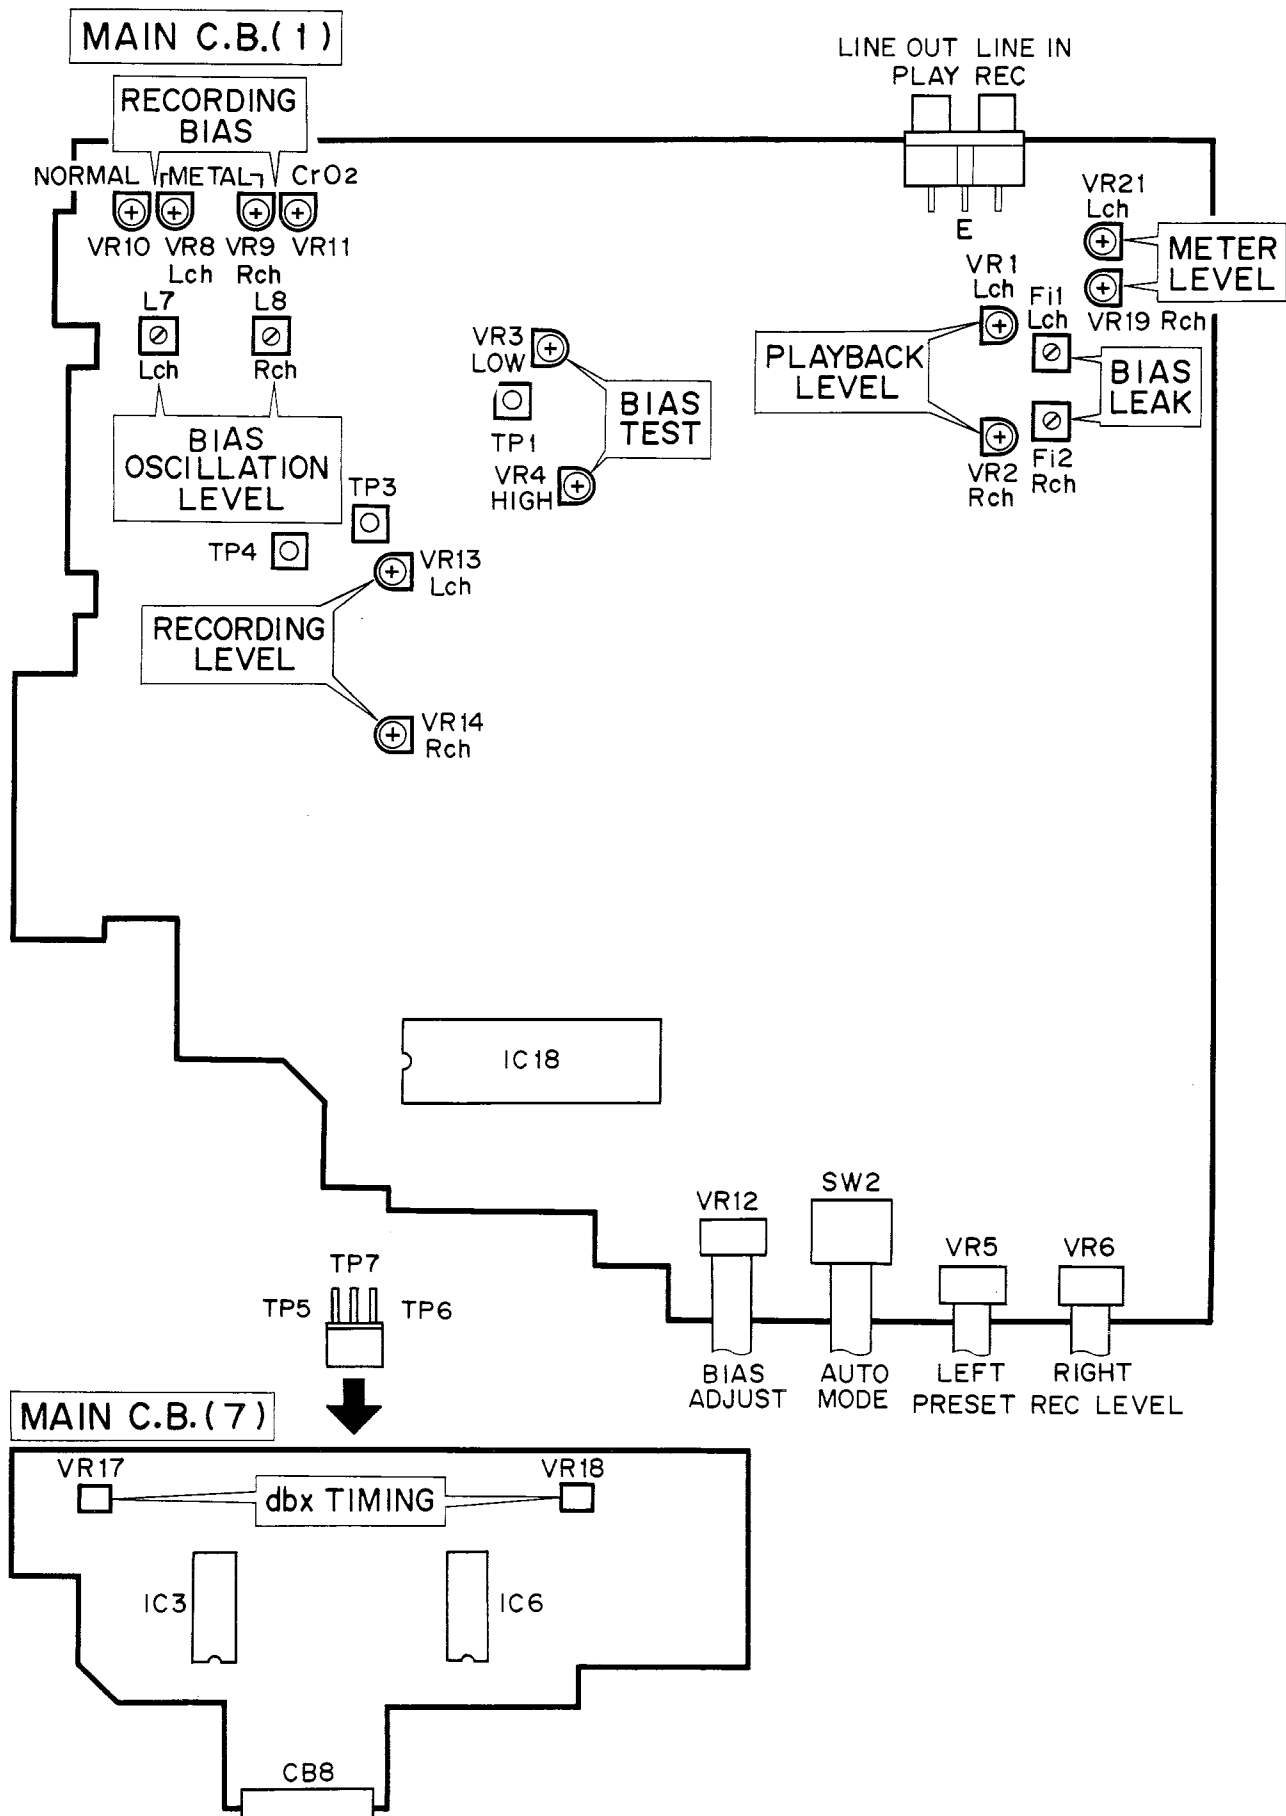 MAIN C.B.(1)
LINE OUT LINE IN
PLAY REC
RECORDING
BIAS
NORMAL METAL CrO2
VR10 VR8 VR9 VR11
Lch Rch
E
VR21
Lch
METER
LEVEL
VR19 Rch
VR1
Lch
Fi1
Lch
L7 L8
Lch Rch
VR3
LOW
TP1
BIAS
TEST
VR4
HIGH
PLAYBACK
LEVEL
BIAS
LEAK
VR2
Rch
Fi2
Rch
BIAS
OSCILLATION
LEVEL
TP3
TP4
VR13
Lch
RECORDING
LEVEL
VR14
Rch
IC18
VR12
SW2
VR5
VR6
BIAS
ADJUST
AUTO
MODE
LEFT RIGHT
PRESET REC LEVEL
TP7
TP5 TP6
MAIN C.B.(7)
VR17 VR18
dbx TIMING
IC3 IC6
CB8